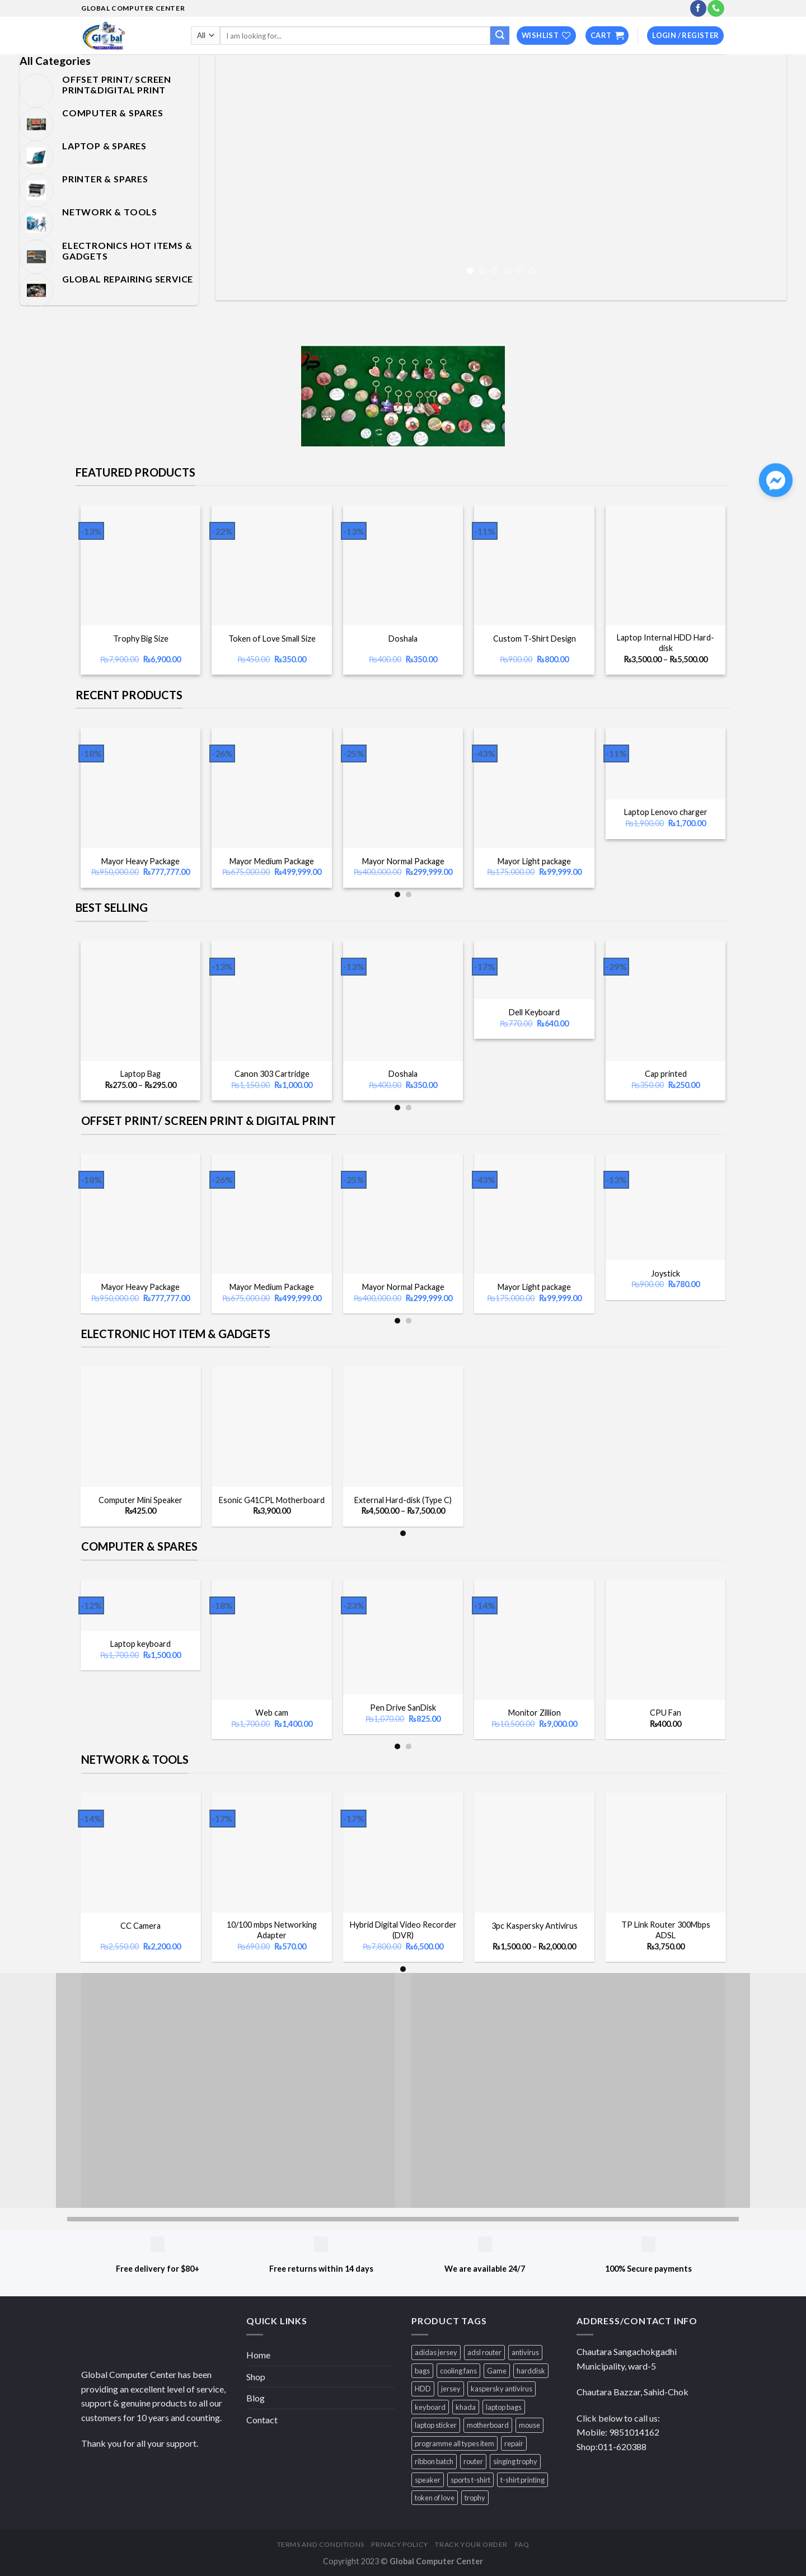 GLOBAL COMPUTER CENTER
Global
All
I am looking for...
WISHLIST
CART
LOGIN / REGISTER
All Categories
OFFSET PRINT/ SCREEN
PRINT&DIGITAL PRINT
COMPUTER & SPARES
LAPTOP & SPARES
PRINTER & SPARES
NETWORK & TOOLS
ELECTRONICS HOT ITEMS &
GADGETS
GLOBAL REPAIRING SERVICE
FEATURED PRODUCTS
-13%
-22%
-13%
-11%
Trophy Big Size
₨7,900.00 ₨6,900.00
Token of Love Small Size
₨450.00 ₨350.00
Doshala
₨400.00 ₨350.00
Custom T-Shirt Design
₨900.00 ₨800.00
Laptop Internal HDD Hard-
disk
₨3,500.00 – ₨5,500.00
RECENT PRODUCTS
-18%
-26%
-25%
-43%
-11%
Mayor Heavy Package
₨950,000.00 ₨777,777.00
Mayor Medium Package
₨675,000.00 ₨499,999.00
Mayor Normal Package
₨400,000.00 ₨299,999.00
Mayor Light package
₨175,000.00 ₨99,999.00
Laptop Lenovo charger
₨1,900.00 ₨1,700.00
BEST SELLING
-13%
-13%
-17%
-29%
Laptop Bag
₨275.00 – ₨295.00
Canon 303 Cartridge
₨1,150.00 ₨1,000.00
Doshala
₨400.00 ₨350.00
Dell Keyboard
₨770.00 ₨640.00
Cap printed
₨350.00 ₨250.00
OFFSET PRINT/ SCREEN PRINT & DIGITAL PRINT
-18%
-26%
-25%
-43%
-13%
Mayor Heavy Package
₨950,000.00 ₨777,777.00
Mayor Medium Package
₨675,000.00 ₨499,999.00
Mayor Normal Package
₨400,000.00 ₨299,999.00
Mayor Light package
₨175,000.00 ₨99,999.00
Joystick
₨900.00 ₨780.00
ELECTRONIC HOT ITEM & GADGETS
Computer Mini Speaker
₨425.00
Esonic G41CPL Motherboard
₨3,900.00
External Hard-disk (Type C)
₨4,500.00 – ₨7,500.00
COMPUTER & SPARES
-12%
-18%
-23%
-14%
Laptop keyboard
₨1,700.00 ₨1,500.00
Web cam
₨1,700.00 ₨1,400.00
Pen Drive SanDisk
₨1,070.00 ₨825.00
Monitor Zillion
₨10,500.00 ₨9,000.00
CPU Fan
₨400.00
NETWORK & TOOLS
-14%
-17%
-17%
CC Camera
₨2,550.00 ₨2,200.00
10/100 mbps Networking
Adapter
₨690.00 ₨570.00
Hybrid Digital Video Recorder
(DVR)
₨7,800.00 ₨6,500.00
3pc Kaspersky Antivirus
₨1,500.00 – ₨2,000.00
TP Link Router 300Mbps
ADSL
₨3,750.00
Free delivery for $80+
Free returns within 14 days
We are available 24/7
100% Secure payments
Global Computer Center has been
providing an excellent level of service,
support & genuine products to all our
customers for 10 years and counting.
Thank you for all your support.
QUICK LINKS
Home
Shop
Blog
Contact
PRODUCT TAGS
adidas jersey adsl router antivirus
bags cooling fans Game harddisk
HDD jersey kaspersky antivirus
keyboard khada laptop bags
laptop sticker motherboard mouse
programme all types item repair
ribbon batch router singing trophy
speaker sports t-shirt t-shirt printing
token of love trophy
ADDRESS/CONTACT INFO
Chautara Sangachokgadhi
Municipality, ward-5
Chautara Bazzar, Sahid-Chok
Click below to call us:
Mobile: 9851014162
Shop:011-620388
TERMS AND CONDITIONS PRIVACY POLICY TRACK YOUR ORDER FAQ
Copyright 2023 © Global Computer Center